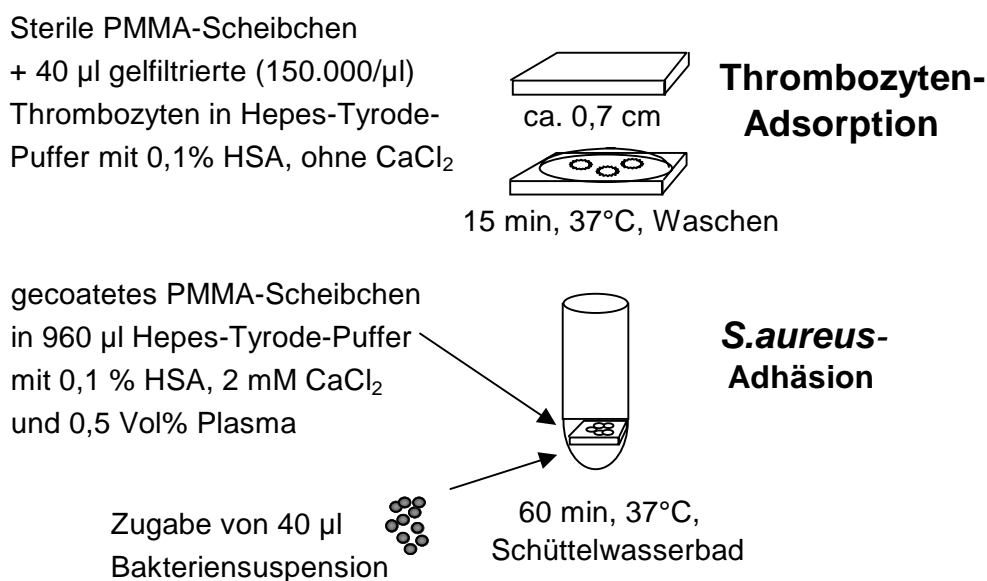 Sterile PMMA-Scheibchen
+ 40 µl gelfiltrierte (150.000/µl)
Thrombozyten in Hepes-Tyrode-
Puffer mit 0,1% HSA, ohne CaCl₂
ca. 0,7 cm
15 min, 37°C, Waschen
Thrombozyten-
Adsorption
gecoatetes PMMA-Scheibchen
in 960 µl Hepes-Tyrode-Puffer
mit 0,1 % HSA, 2 mM CaCl₂
und 0,5 Vol% Plasma
S.aureus-
Adhäsion
Zugabe von 40 µl
Bakteriensuspension
60 min, 37°C,
Schüttelwasserbad